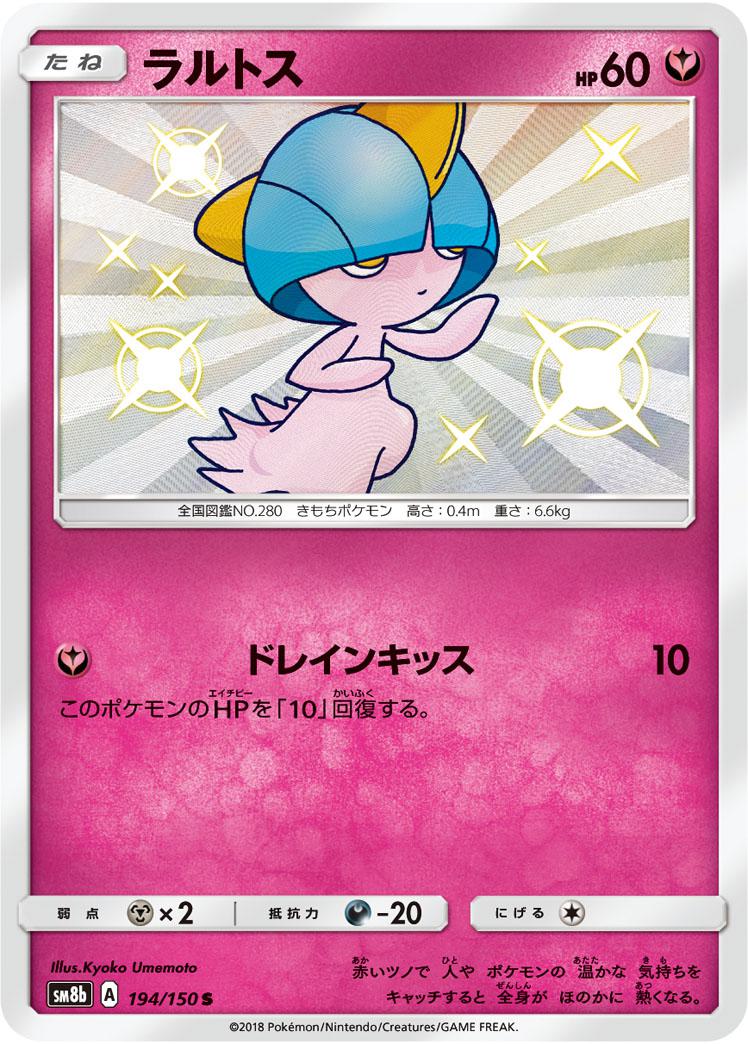 たね ラルトス HP60
全国図鑑NO.280 きもちポケモン 高さ：0.4m 重さ：6.6kg
ドレインキッス 10
このポケモンのHPを「10」回復する。
弱点 ×2 抵抗力 -20 にげる
Illus.Kyoko Umemoto
赤いツノで 人や ポケモンの 温かな 気持ちを
キャッチすると 全身が ほのかに 熱くなる。
SM8b A 194/150 S
©2018 Pokémon/Nintendo/Creatures/GAME FREAK.